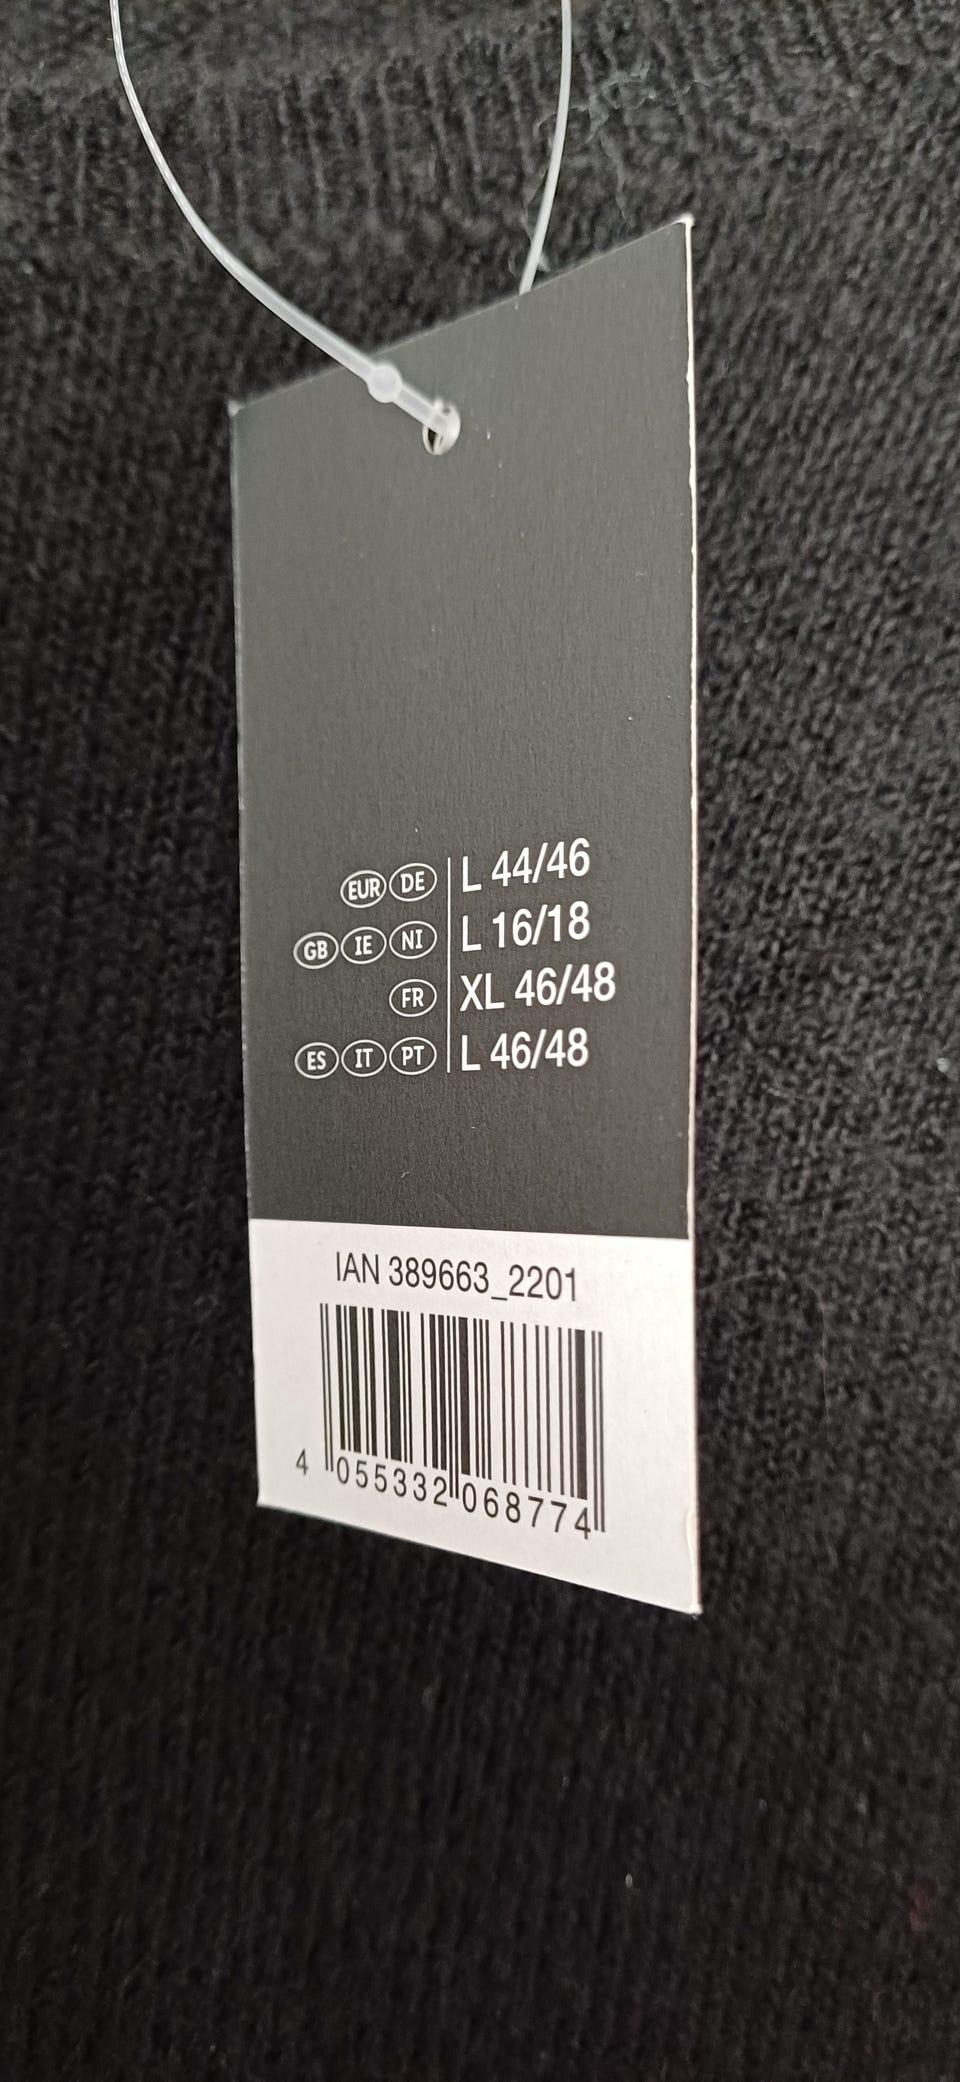 EUR DE L 44/46
GB IE NI L 16/18
FR XL 46/48
ES IT PT L 46/48
IAN 389663_2201
4 055332 068774